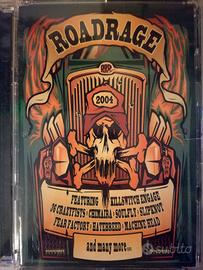 ROADRAGE
2004
FEATURING KILLSWITCH ENGAGE
36 CRAZYFISTS · CHIMAIRA · SOULFLY · SLIPKNOT
FEAR FACTORY · HATEBREED · MACHINE HEAD
and many more...
subito